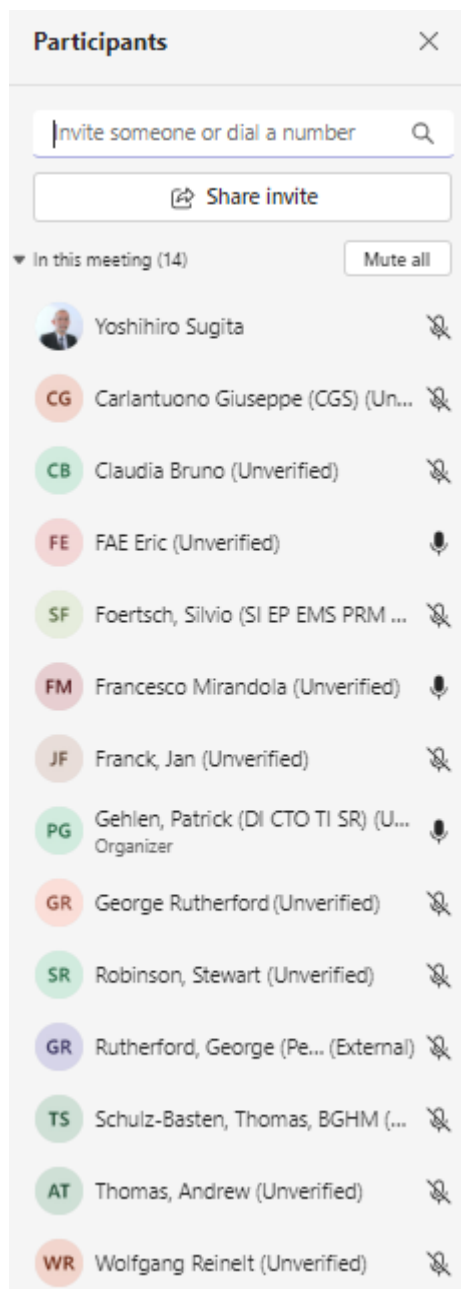 Participants
Invite someone or dial a number
Share invite
In this meeting (14)
Mute all
Yoshihiro Sugita
CG
Carlantuono Giuseppe (CGS) (Un...
CB
Claudia Bruno (Unverified)
FE
FAE Eric (Unverified)
SF
Foertsch, Silvio (SI EP EMS PRM ...
FM
Francesco Mirandola (Unverified)
JF
Franck, Jan (Unverified)
PG
Gehlen, Patrick (DI CTO TI SR) (U...
Organizer
GR
George Rutherford (Unverified)
SR
Robinson, Stewart (Unverified)
GR
Rutherford, George (Pe... (External)
TS
Schulz-Basten, Thomas, BGHM (...
AT
Thomas, Andrew (Unverified)
WR
Wolfgang Reinelt (Unverified)